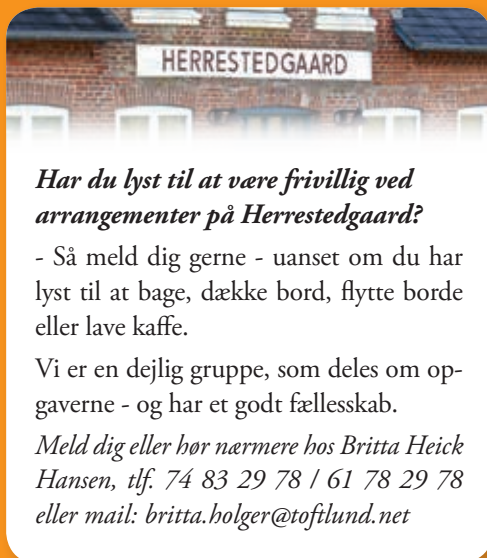 HERRESTEDGAARD
Har du lyst til at være frivillig ved
arrangementer på Herrestedgaard?
- Så meld dig gerne - uanset om du har
lyst til at bage, dække bord, flytte borde
eller lave kaffe.
Vi er en dejlig gruppe, som deles om op-
gaverne - og har et godt fællesskab.
Meld dig eller hør nærmere hos Britta Heick
Hansen, tlf. 74 83 29 78 / 61 78 29 78
eller mail: britta.holger@toftlund.net